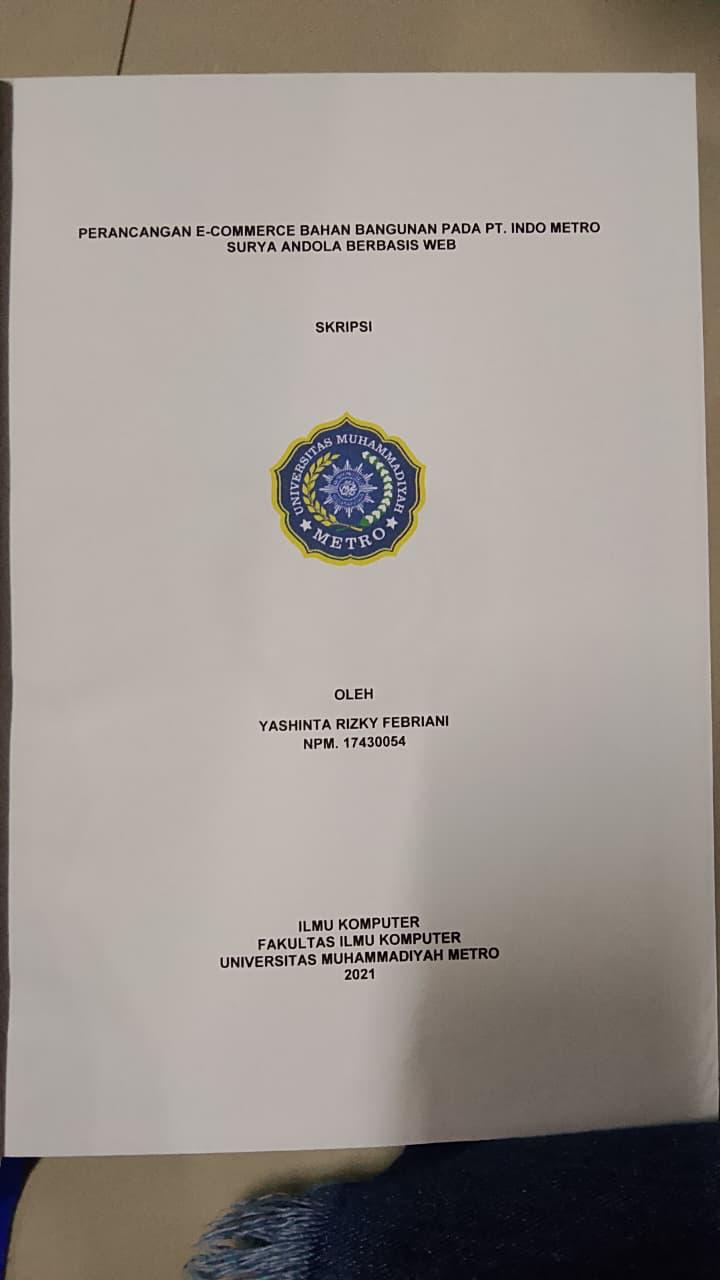 PERANCANGAN E-COMMERCE BAHAN BANGUNAN PADA PT. INDO METRO
SURYA ANDOLA BERBASIS WEB
SKRIPSI
UNIVERSITAS MUHAMMADIYAH
METRO
OLEH
YASHINTA RIZKY FEBRIANI
NPM. 17430054
ILMU KOMPUTER
FAKULTAS ILMU KOMPUTER
UNIVERSITAS MUHAMMADIYAH METRO
2021